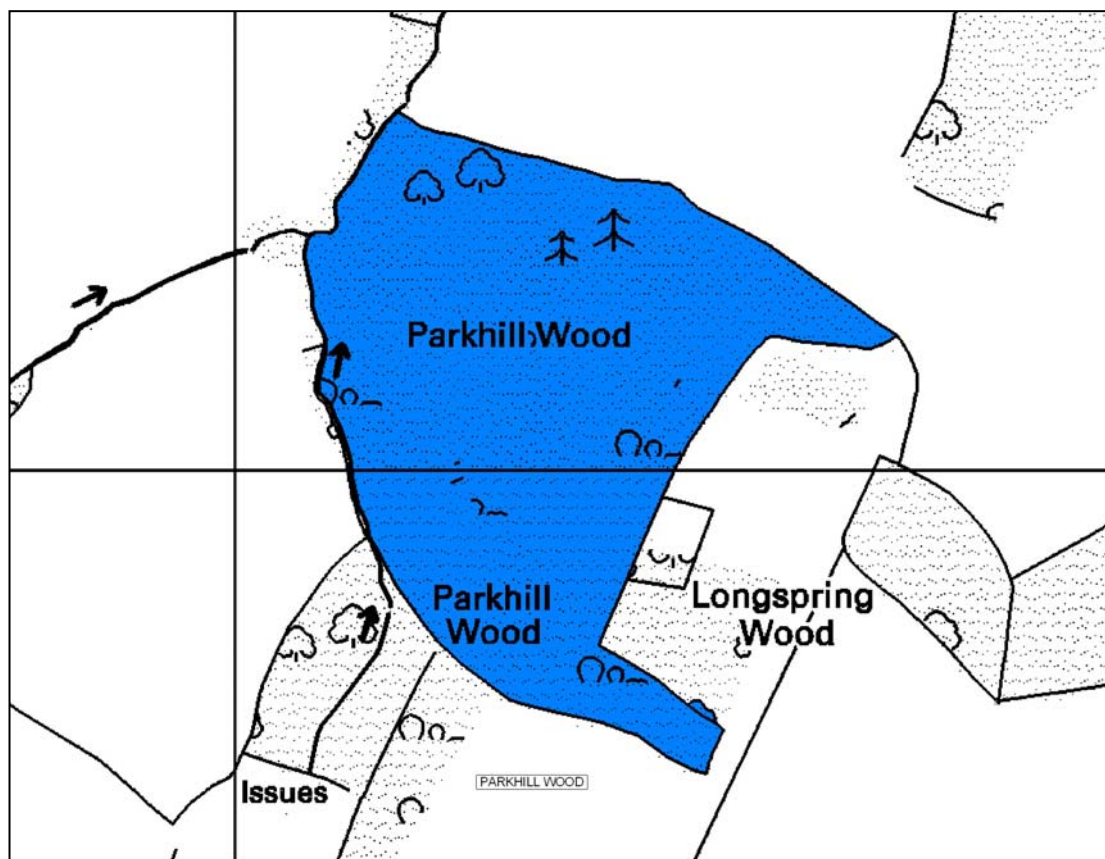 Parkhill Wood
Parkhill
Wood
Longspring
Wood
PARKHILL WOOD
Issues